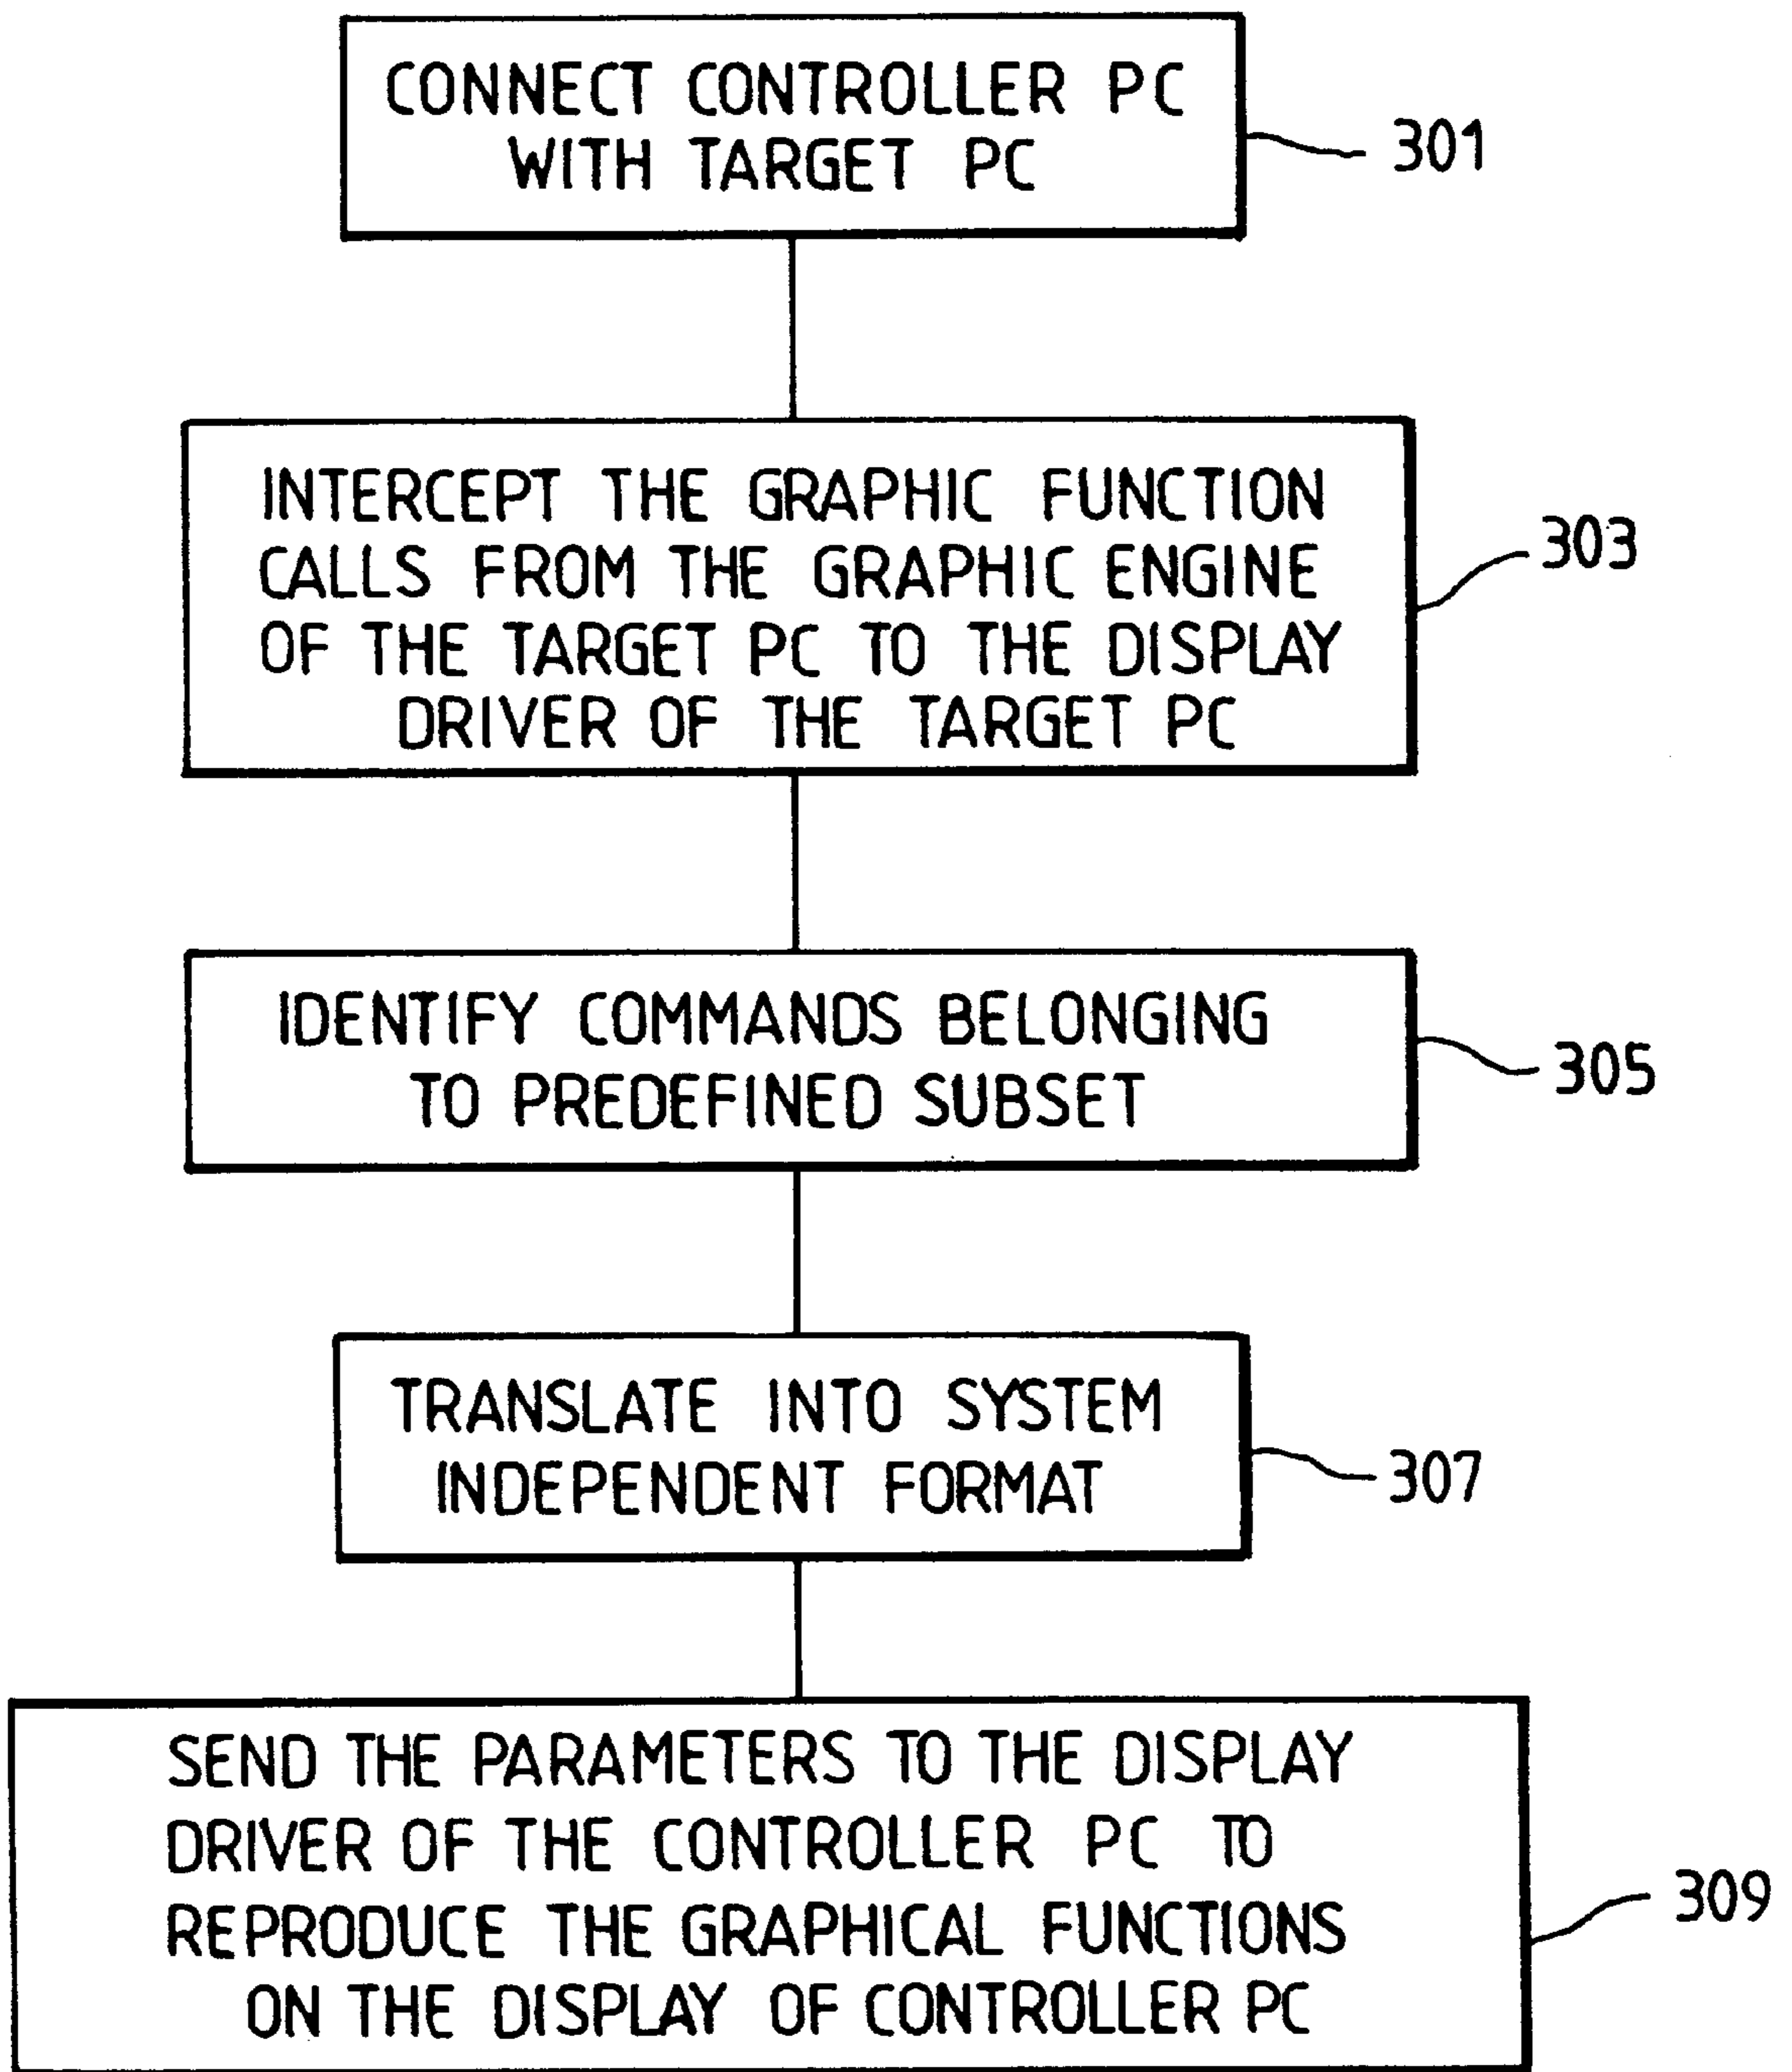 CONNECT CONTROLLER PC
WITH TARGET PC
301
INTERCEPT THE GRAPHIC FUNCTION
CALLS FROM THE GRAPHIC ENGINE
OF THE TARGET PC TO THE DISPLAY
DRIVER OF THE TARGET PC
303
IDENTIFY COMMANDS BELONGING
TO PREDEFINED SUBSET
305
TRANSLATE INTO SYSTEM
INDEPENDENT FORMAT
307
SEND THE PARAMETERS TO THE DISPLAY
DRIVER OF THE CONTROLLER PC TO
REPRODUCE THE GRAPHICAL FUNCTIONS
ON THE DISPLAY OF CONTROLLER PC
309